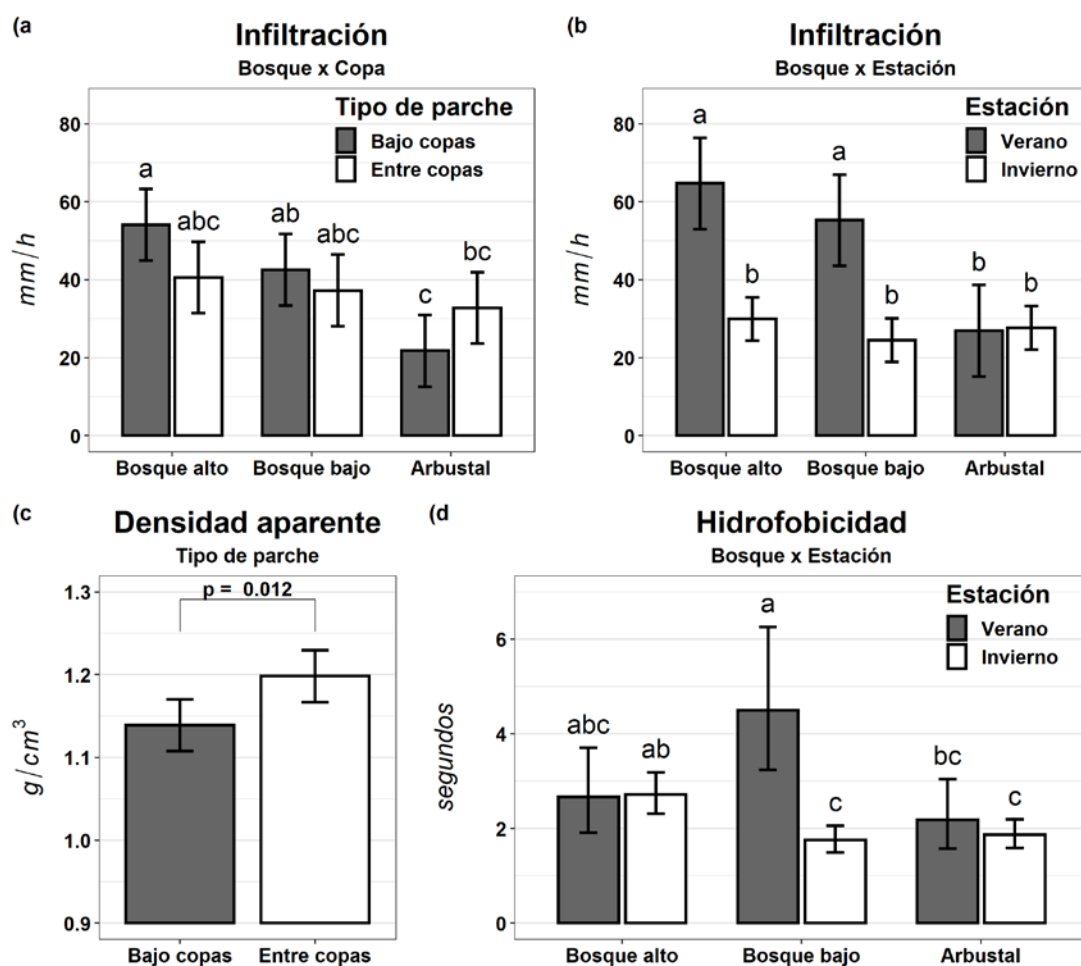 (a
Infiltración
Bosque x Copa
Tipo de parche
Bajo copas
Entre copas
80
60
40
20
0
mm/h
a
abc
ab
abc
c
bc
Bosque alto
Bosque bajo
Arbustal
(b
Infiltración
Bosque x Estación
Estación
Verano
Invierno
80
60
40
20
0
mm/h
a
b
a
b
b
b
Bosque alto
Bosque bajo
Arbustal
(c
Densidad aparente
Tipo de parche
p = 0.012
1.3
1.2
1.1
1.0
0.9
g/cm³
Bajo copas
Entre copas
(d
Hidrofobicidad
Bosque x Estación
Estación
Verano
Invierno
6
4
2
0
segundos
abc
ab
a
c
bc
c
Bosque alto
Bosque bajo
Arbustal